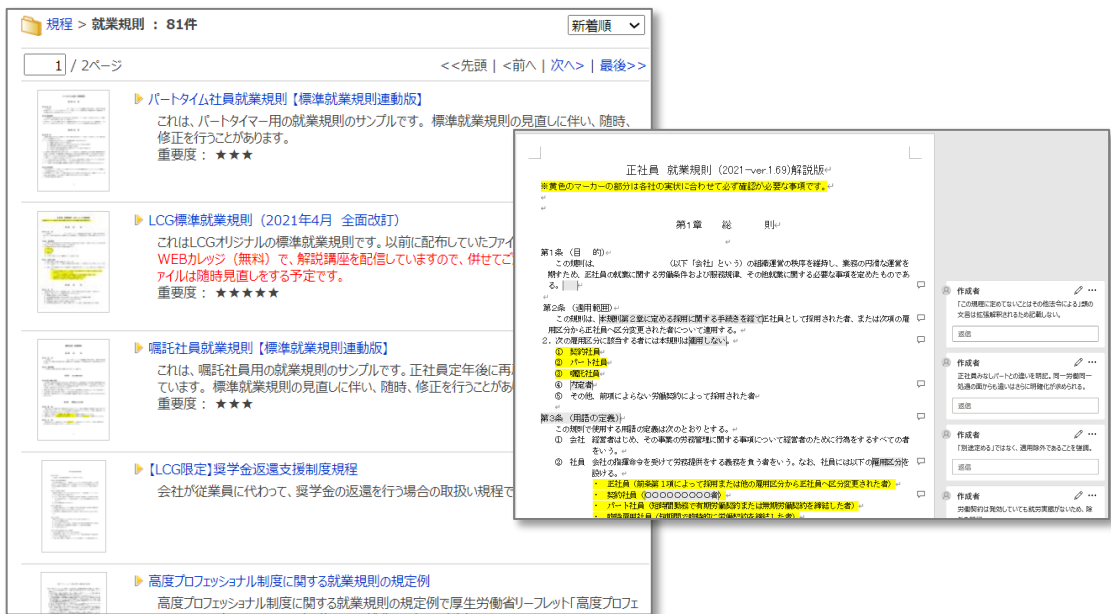 規程 > 就業規則 : 81件
新着順
1 / 2ページ
<<先頭 | <前へ | 次へ> | 最後>>
パートタイム社員就業規則【標準就業規則連動版】
これは、パートタイマー用の就業規則のサンプルです。 標準就業規則の見直しに伴い、随時、
修正を行うことがあります。
重要度： ★★★
LCG標準就業規則（2021年4月 全面改訂）
これはLCGオリジナルの標準就業規則です。以前に配布していたファイ
WEBカレッジ（無料）で、解説講座を配信していますので、併せてご
ァイルは随時見直しをする予定です。
重要度： ★★★★★
嘱託社員就業規則【標準就業規則連動版】
これは、嘱託社員用の就業規則のサンプルです。正社員定年後に再
ています。 標準就業規則の見直しに伴い、随時、修正を行うことがあ
重要度： ★★★
【LCG限定】奨学金返還支援制度規程
会社が従業員に代わって、奨学金の返還を行う場合の取扱い規程で
高度プロフェッショナル制度に関する就業規則の規定例
高度プロフェッショナル制度に関する就業規則の規定例で厚生労働省リーフレット「高度プロフェ
正社員 就業規則 (2021-ver.1.69)解説版
※黄色のマーカーの部分は各社の実状に合わせて必ず確認が必要な事項です。
第1章 総 則
第1条（目 的）
この規則は、 （以下「会社」という）の組織運営の秩序を維持し、業務の円滑な運営を
期すため、正社員の就業に関する労働条件および服務規律、その他就業に関する必要な事項を定めたものであ
る。
第2条（適用範囲）
この規則は、本規則第2章に定める採用に関する手続きを経て正社員として採用された者、または次項の雇
用区分から正社員へ区分変更された者について適用する。
2．次の雇用区分に該当する者には本規則は適用しない。
① 契約社員
② パート社員
③ 嘱託社員
④ 内定者
⑤ その他、前項によらない労働契約によって採用された者
第3条（用語の定義）
この規則で使用する用語の定義は次のとおりとする。
① 会社 経営者はじめ、その事業の労務管理に関する事項について経営者のために行為をするすべての者
をいう。
② 社員 会社の指揮命令を受けて労務提供をする義務を負う者をいう。なお、社員には以下の雇用区分を
設ける。
・ 正社員（前条第1項によって採用または他の雇用区分から正社員へ区分変更された者）
・ 契約社員（○○○○○○○○○者）
・ パート社員（短時間勤務で有期労働契約または無期労働契約を締結した者）
作成者
「この規程に定めてないことはその他法令による」類の
文言は拡張解釈されるため記載しない。
返信
作成者
正社員みなしパートとの違いを明記。同一労働同一
処遇の面からも違いはさらに明確化が求められる。
返信
作成者
「別途定める」ではなく、適用除外であることを強調。
返信
作成者
労働契約は発効していても就労実態がないため、除